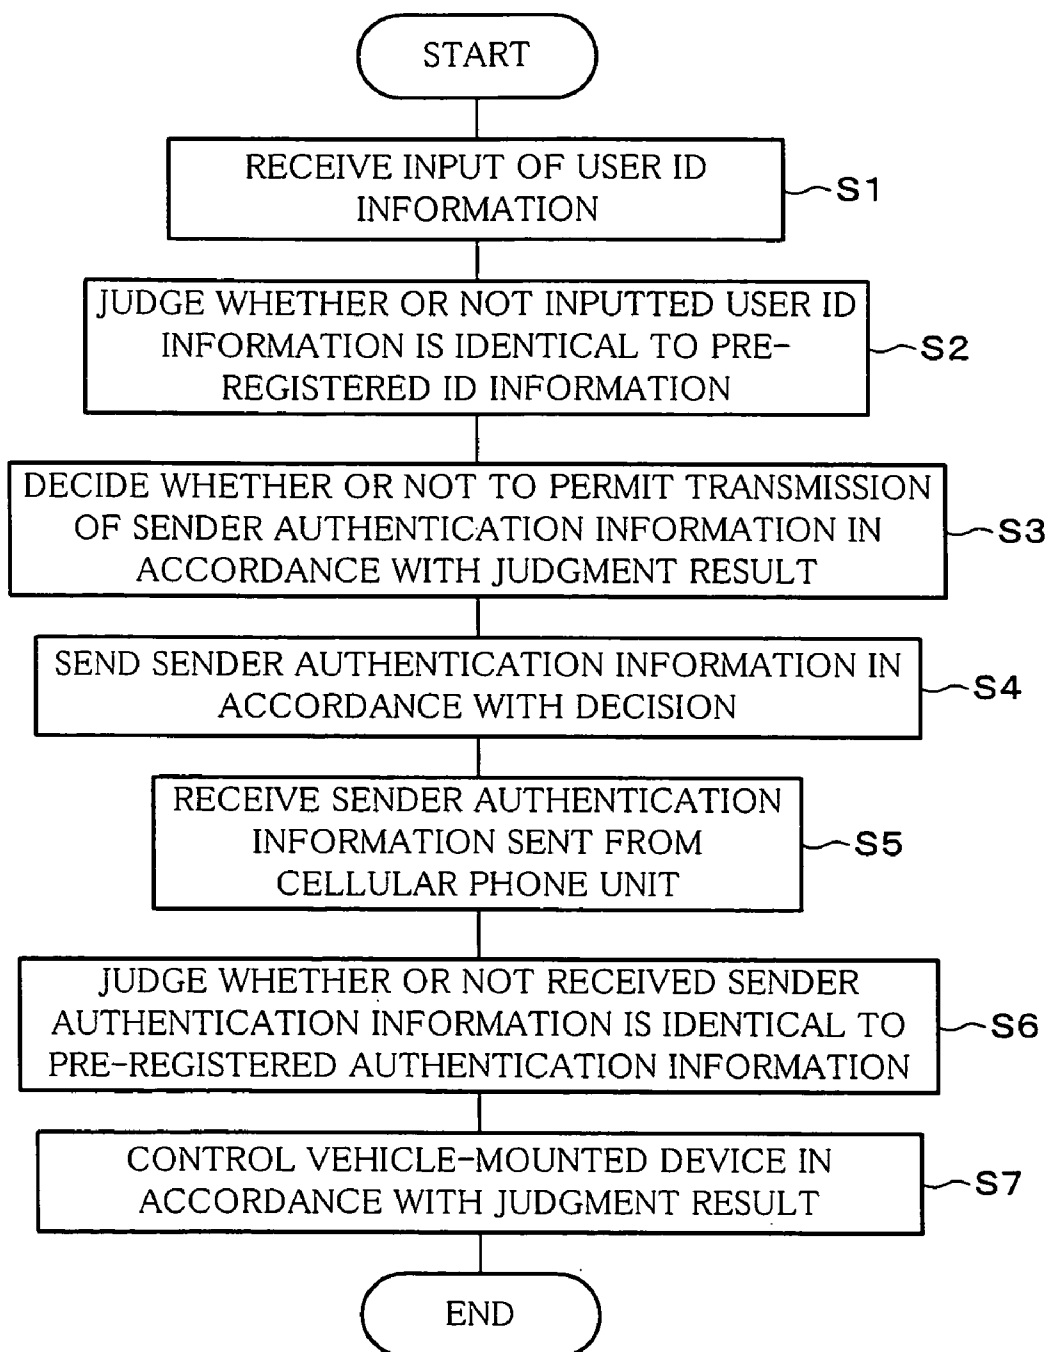 START
RECEIVE INPUT OF USER ID
INFORMATION
S1
JUDGE WHETHER OR NOT INPUTTED USER ID
INFORMATION IS IDENTICAL TO PRE-
REGISTERED ID INFORMATION
S2
DECIDE WHETHER OR NOT TO PERMIT TRANSMISSION
OF SENDER AUTHENTICATION INFORMATION IN
ACCORDANCE WITH JUDGMENT RESULT
S3
SEND SENDER AUTHENTICATION INFORMATION IN
ACCORDANCE WITH DECISION
S4
RECEIVE SENDER AUTHENTICATION
INFORMATION SENT FROM
CELLULAR PHONE UNIT
S5
JUDGE WHETHER OR NOT RECEIVED SENDER
AUTHENTICATION INFORMATION IS IDENTICAL TO
PRE-REGISTERED AUTHENTICATION INFORMATION
S6
CONTROL VEHICLE-MOUNTED DEVICE IN
ACCORDANCE WITH JUDGMENT RESULT
S7
END